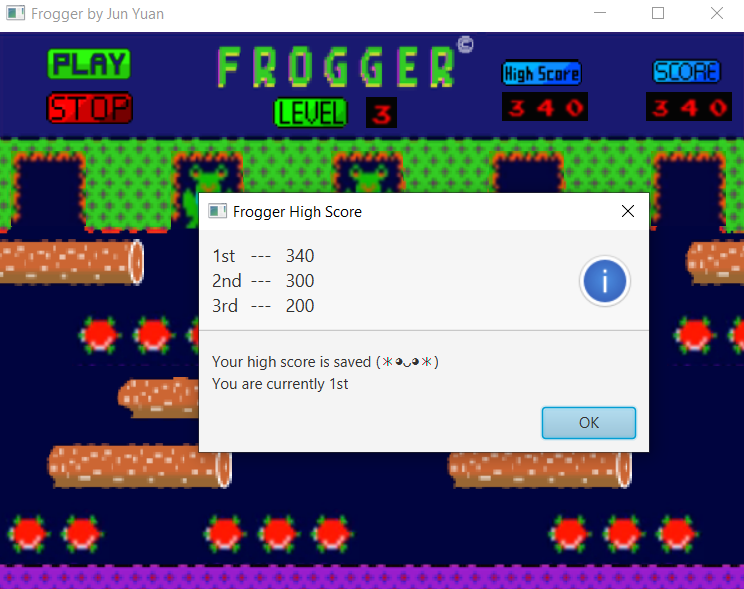 Frogger by Jun Yuan
PLAY
STOP
FROGGER©
LEVEL 3
High Score
340
SCORE
340
Frogger High Score
1st --- 340
2nd --- 300
3rd --- 200
Your high score is saved (*◕◡◕*)
You are currently 1st
OK